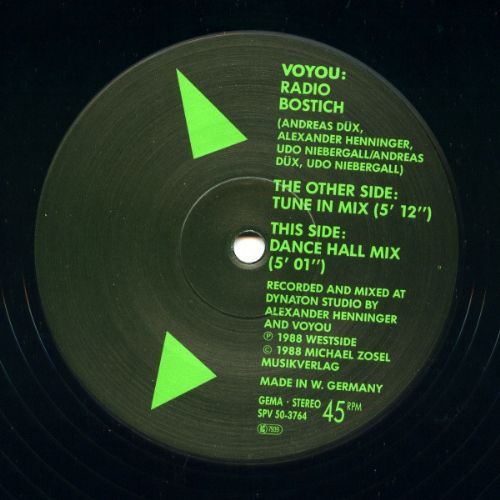 VOYOU:
RADIO
BOSTICH
(ANDREAS DÜX,
ALEXANDER HENNINGER,
UDO NIEBERGALL/ANDREAS
DÜX, UDO NIEBERGALL)
THE OTHER SIDE:
TUNE IN MIX (5' 12'')
THIS SIDE:
DANCE HALL MIX
(5' 01'')
RECORDED AND MIXED AT
DYNATON STUDIO BY
ALEXANDER HENNINGER
AND VOYOU
℗ 1988 WESTSIDE
© 1988 MICHAEL ZOSEL
MUSIKVERLAG
MADE IN W. GERMANY
GEMA · STEREO 45 RPM
SPV 50-3764